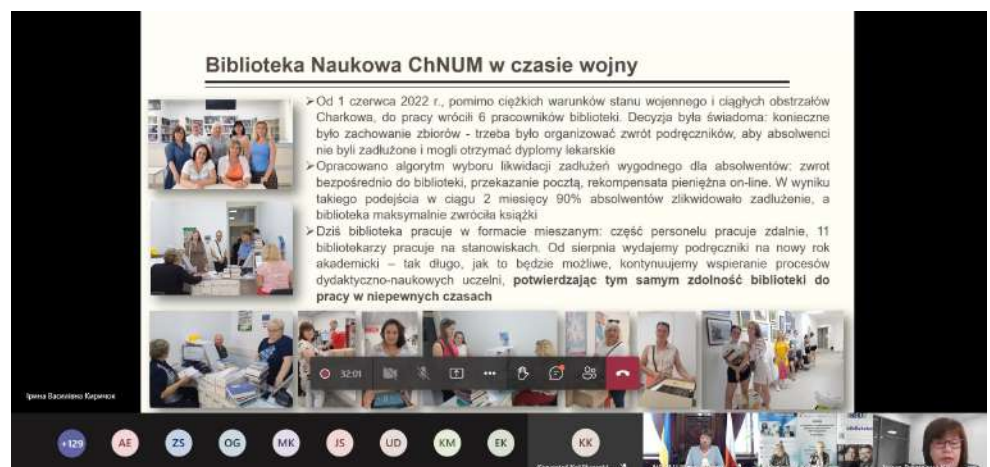 Biblioteka Naukowa ChNUM w czasie wojny
➢Od 1 czerwca 2022 r., pomimo ciężkich warunków stanu wojennego i ciągłych obstrzałów
Charkowa, do pracy wrócili 6 pracowników biblioteki. Decyzja była świadoma: konieczne
było zachowanie zbiorów - trzeba było organizować zwrót podręczników, aby absolwenci
nie byli zadłużone i mogli otrzymać dyplomy lekarskie
➢Opracowano algorytm wyboru likwidacji zadłużeń wygodnego dla absolwentów: zwrot
bezpośrednio do biblioteki, przekazanie pocztą, rekompensata pieniężna on-line. W wyniku
takiego podejścia w ciągu 2 miesięcy 90% absolwentów zlikwidowało zadłużenie, a
biblioteka maksymalnie zwróciła książki
➢Dziś biblioteka pracuje w formacie mieszanym: część personelu pracuje zdalnie, 11
bibliotekarzy pracuje na stanowiskach. Od sierpnia wydajemy podręczniki na nowy rok
akademicki – tak długo, jak to będzie możliwe, kontynuujemy wspieranie procesów
dydaktyczno-naukowych uczelni, potwierdzając tym samym zdolność biblioteki do
pracy w niepewnych czasach
32:01
Ірина Василівна Киричок
+129
AE
ZS
OG
MK
JS
UD
KM
EK
KK